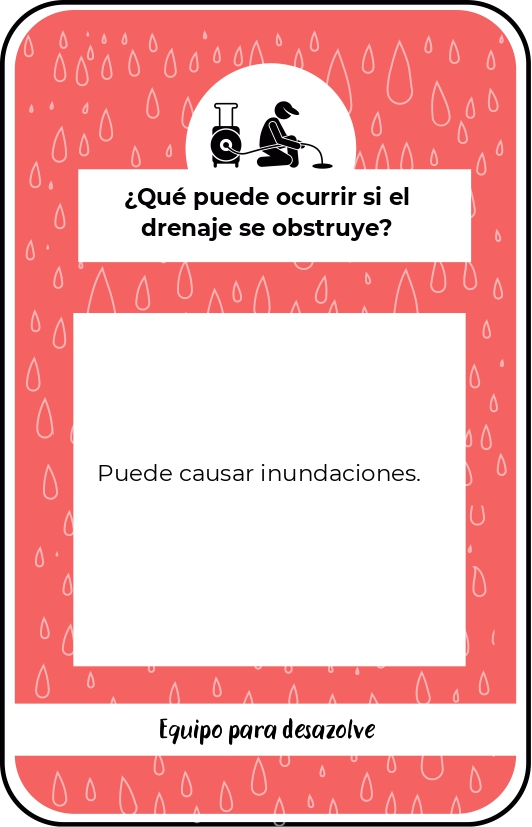 ¿Qué puede ocurrir si el
drenaje se obstruye?
Puede causar inundaciones.
Equipo para desazolve